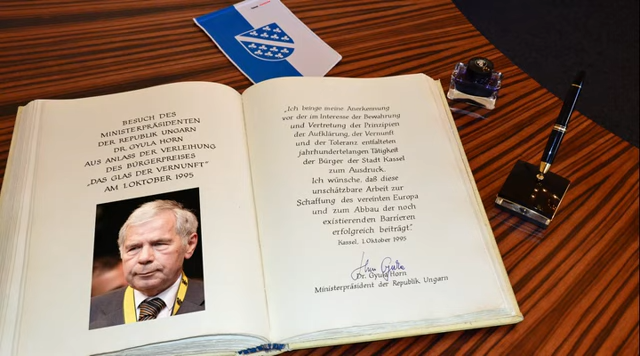 BESUCH DES
MINISTERPRÄSIDENTEN
DER REPUBLIK UNGARN
DR. GYULA HORN
AUS ANLASS DER VERLEIHUNG
DES BÜRGERPREISES
„DAS GLAS DER VERNUNFT“
AM 1.OKTOBER 1995
„Ich bringe meine Anerkennung
vor der im Interesse der Bewahrung
und Vertretung der Prinzipien
der Aufklärung, der Vernunft
und der Toleranz entfalteten
jahrhundertelangen Tätigkeit
der Bürger der Stadt Kassel
zum Ausdruck.
Ich wünsche, daß diese
unschätzbare Arbeit zur
Schaffung des vereinten Europa
und zum Abbau der noch
existierenden Barrieren
erfolgreich beiträgt.“
Kassel, 1.Oktober 1995
Horn Gyula
Dr. Gyula Horn
Ministerpräsident der Republik Ungarn